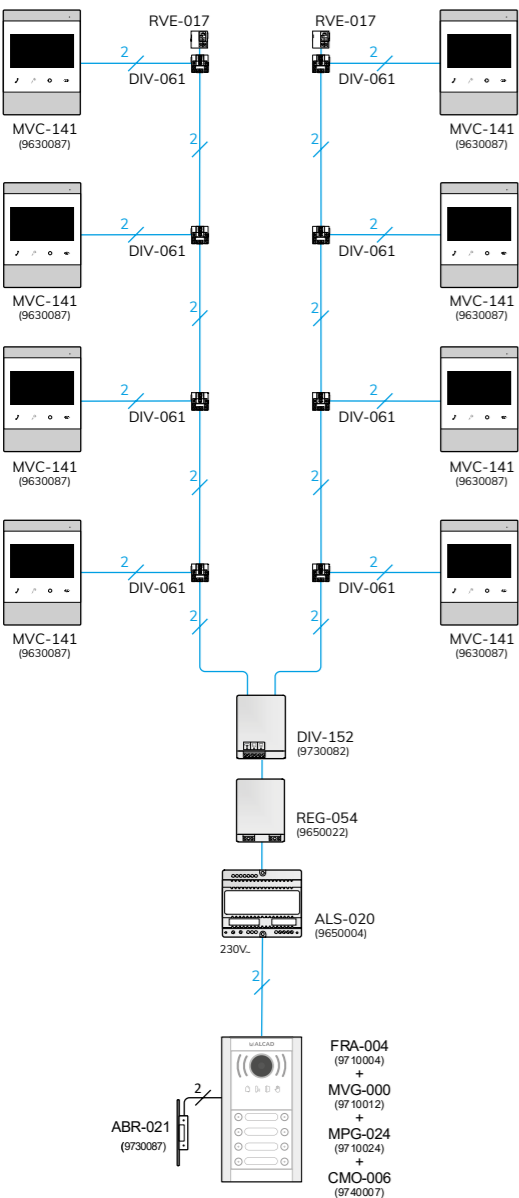 RVE-017
RVE-017
2
DIV-061
2
DIV-061
MVC-141
(9630087)
MVC-141
(9630087)
2
2
2
DIV-061
2
DIV-061
MVC-141
(9630087)
MVC-141
(9630087)
2
2
2
DIV-061
2
DIV-061
MVC-141
(9630087)
MVC-141
(9630087)
2
2
2
DIV-061
2
DIV-061
MVC-141
(9630087)
MVC-141
(9630087)
2
2
DIV-152
(9730082)
REG-054
(9650022)
ALS-020
(9650004)
230V~
2
ALCAD
FRA-004
(9710004)
+
MVG-000
(9710012)
+
MPG-024
(9710024)
+
CMO-006
(9740007)
2
ABR-021
(9730087)